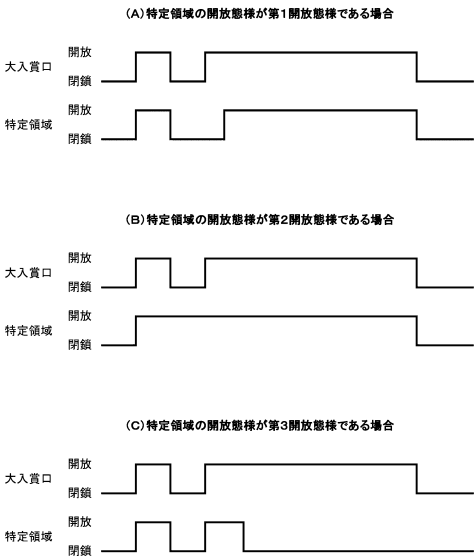 (A)特定領域の開放態様が第1開放態様である場合
開放
大入賞口
閉鎖
開放
特定領域
閉鎖
(B)特定領域の開放態様が第2開放態様である場合
開放
大入賞口
閉鎖
開放
特定領域
閉鎖
(C)特定領域の開放態様が第3開放態様である場合
開放
大入賞口
閉鎖
開放
特定領域
閉鎖